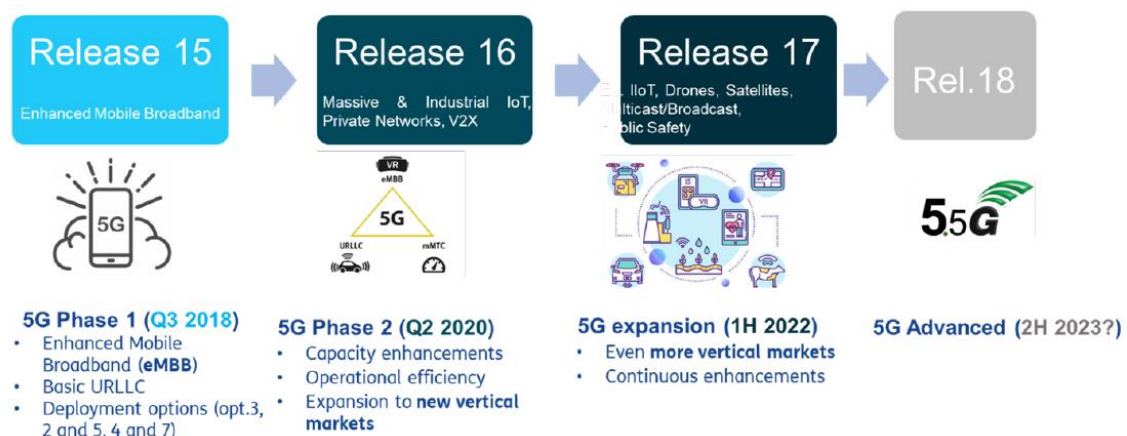 Release 15
Enhanced Mobile Broadband
Release 16
Massive & Industrial IoT,
Private Networks, V2X
Release 17
IIoT, Drones, Satellites,
Rel.18
5G
VR
eMBB
5G
URLLC
mMTC
VR
5.5G
5G Phase 1 (Q3 2018)
• Enhanced Mobile
Broadband (eMBB)
• Basic URLLC
• Deployment options (opt.3,
2 and 5, 4 and 7)
5G Phase 2 (Q2 2020)
• Capacity enhancements
• Operational efficiency
• Expansion to new vertical
markets
5G expansion (1H 2022)
• Even more vertical markets
• Continuous enhancements
5G Advanced (2H 2023?)